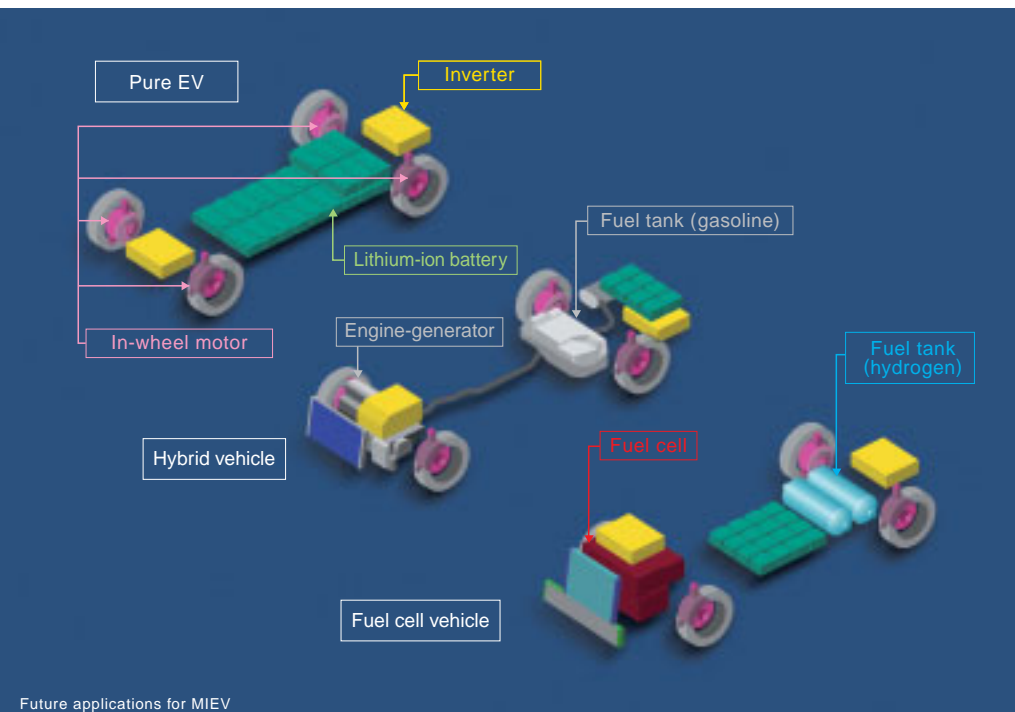 Pure EV
Inverter
Fuel tank (gasoline)
Lithium-ion battery
Engine-generator
In-wheel motor
Fuel tank
(hydrogen)
Fuel cell
Hybrid vehicle
Fuel cell vehicle
Future applications for MIEV